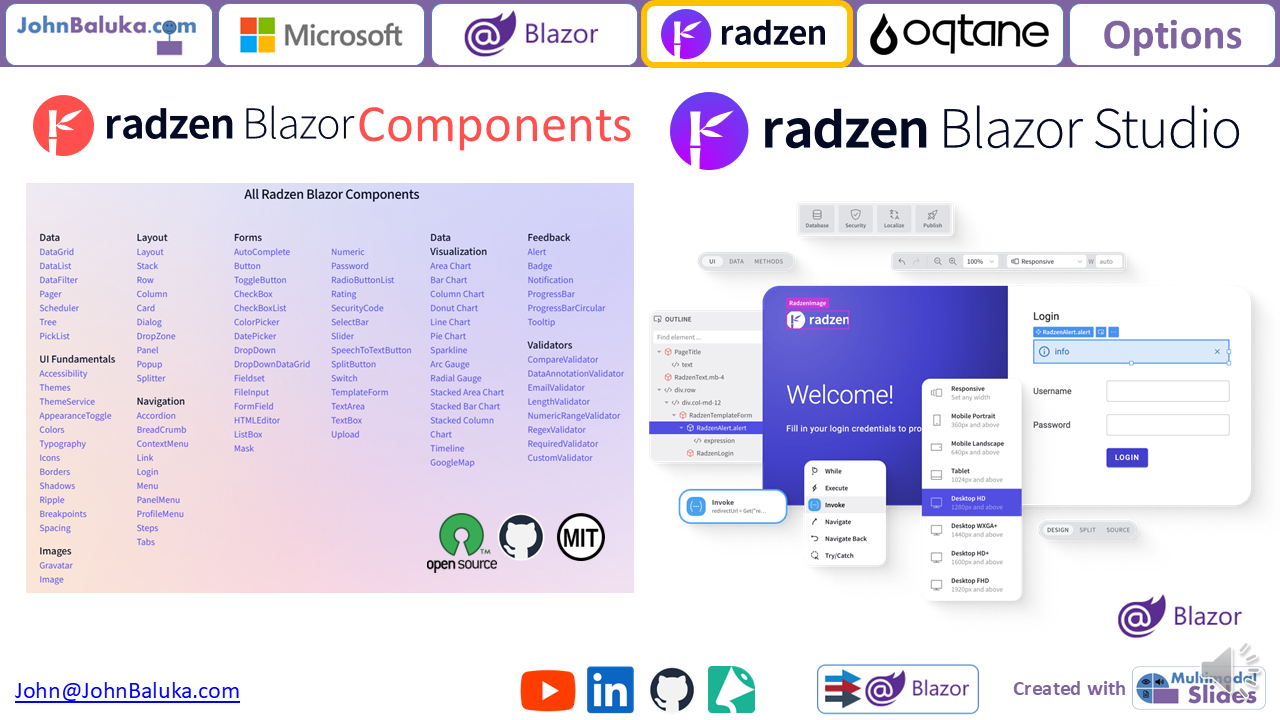 JohnBaluka.com
Microsoft
@ Blazor
radzen
oqtane
Options
radzen Blazor Components
radzen Blazor Studio
All Radzen Blazor Components
Data
DataGrid
DataList
DataFilter
Pager
Scheduler
Tree
PickList
UI Fundamentals
Accessibility
Themes
ThemeService
AppearanceToggle
Colors
Typography
Icons
Borders
Shadows
Ripple
Breakpoints
Spacing
Images
Gravatar
Image
Layout
Layout
Stack
Row
Column
Card
Dialog
DropZone
Panel
Popup
Splitter
Navigation
Accordion
BreadCrumb
ContextMenu
Link
Login
Menu
PanelMenu
ProfileMenu
Steps
Tabs
Forms
AutoComplete
Button
ToggleButton
CheckBox
CheckBoxList
ColorPicker
DatePicker
DropDown
DropDownDataGrid
Fieldset
FileInput
FormField
HTMLEditor
ListBox
Mask
Numeric
Password
RadioButtonList
Rating
SecurityCode
SelectBar
Slider
SpeechToTextButton
SplitButton
Switch
TemplateForm
TextArea
TextBox
Upload
Data
Visualization
Area Chart
Bar Chart
Column Chart
Donut Chart
Line Chart
Pie Chart
Sparkline
Arc Gauge
Radial Gauge
Stacked Area Chart
Stacked Bar Chart
Stacked Column
Chart
Timeline
GoogleMap
Feedback
Alert
Badge
Notification
ProgressBar
ProgressBarCircular
Tooltip
Validators
CompareValidator
DataAnnotationValidator
EmailValidator
LengthValidator
NumericRangeValidator
RegexValidator
RequiredValidator
CustomValidator
open source TM
MIT
Database
Security
Localize
Publish
UI
DATA
METHODS
100%
Responsive
W auto
OUTLINE
Find element ...
PageTitle
</> text
RadzenText.mb-4
</> div.row
</> div.col-md-12
RadzenTemplateForm
RadzenAlert.alert
</> expression
RadzenLogin
RadzenImage
radzen
Welcome!
Fill in your login credentials to pro
Login
RadzenAlert.alert
info
Username
Password
LOGIN
Responsive
Set any width
Mobile Portrait
360px and above
Mobile Landscape
640px and above
Tablet
1024px and above
Desktop HD
1280px and above
Desktop WXGA+
1440px and above
Desktop HD+
1600px and above
Desktop FHD
1920px and above
Invoke
redirectUrl = Get("re...
While
Execute
Invoke
Navigate
Navigate Back
Try/Catch
DESIGN
SPLIT
SOURCE
@ Blazor
John@JohnBaluka.com
in
@ Blazor
Created with
Multimodal
Slides